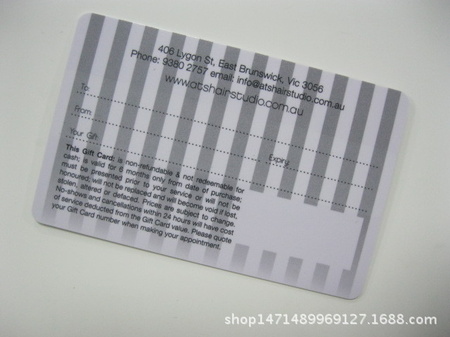 406 Lygon St, East Brunswick, Vic 3056
Phone: 9380 2757 email: info@atshairstudio.com.au
www.atshairstudio.com.au
To:
From:
Your Gift:
Expiry:
This Gift Card: is non-refundable & not redeemable for
cash; is valid for 6 months only from date of purchase;
must be presented prior to your service or will not be
honoured; will not be replaced and will become void if lost,
stolen, altered or defaced. Prices are subject to change.
No-shows and cancellations within 24 hours will have cost
of service deducted from the Gift Card value. Please quote
your Gift Card number when making your appointment.
shop1471489969127.1688.com